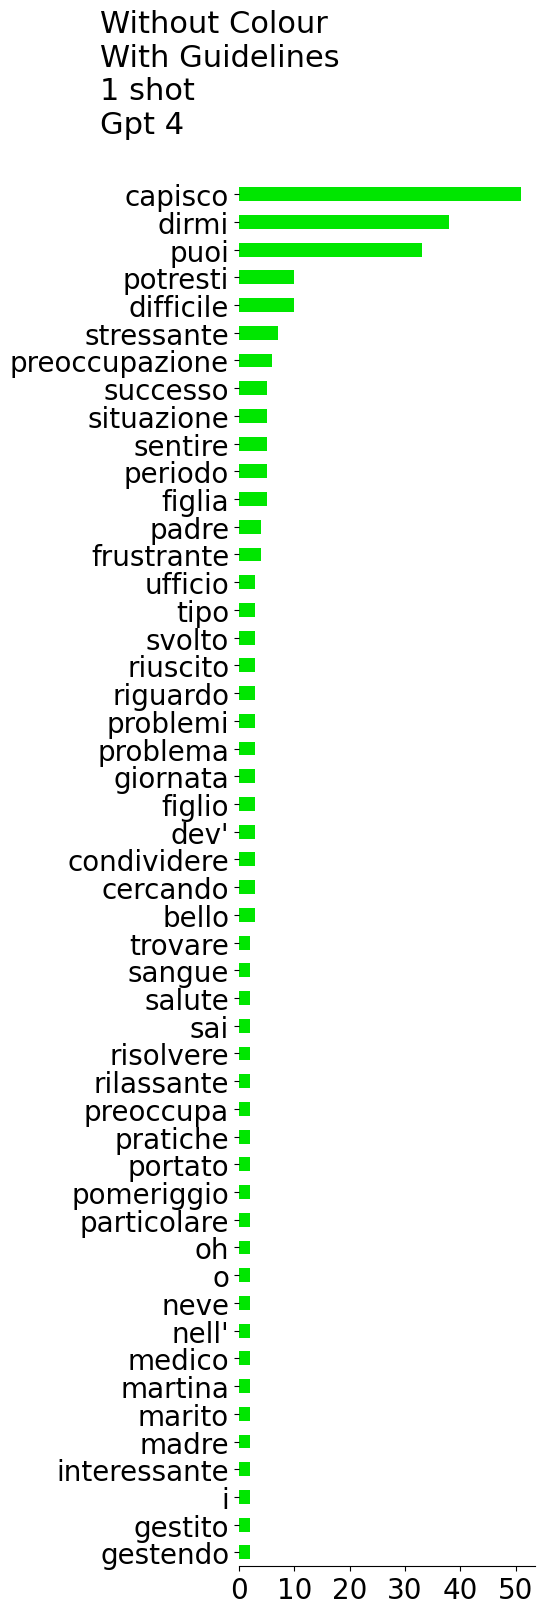 Without Colour
With Guidelines
1 shot
Gpt 4
capisco
dirmi
puoi
potresti
difficile
stressante
preoccupazione
successo
situazione
sentire
periodo
figlia
padre
frustrante
ufficio
tipo
svolto
riuscito
riguardo
problemi
problema
giornata
figlio
dev'
condividere
cercando
bello
trovare
sangue
salute
sai
risolvere
rilassante
preoccupa
pratiche
portato
pomeriggio
particolare
oh
o
neve
nell'
medico
martina
marito
madre
interessante
i
gestito
gestendo
0 10 20 30 40 50